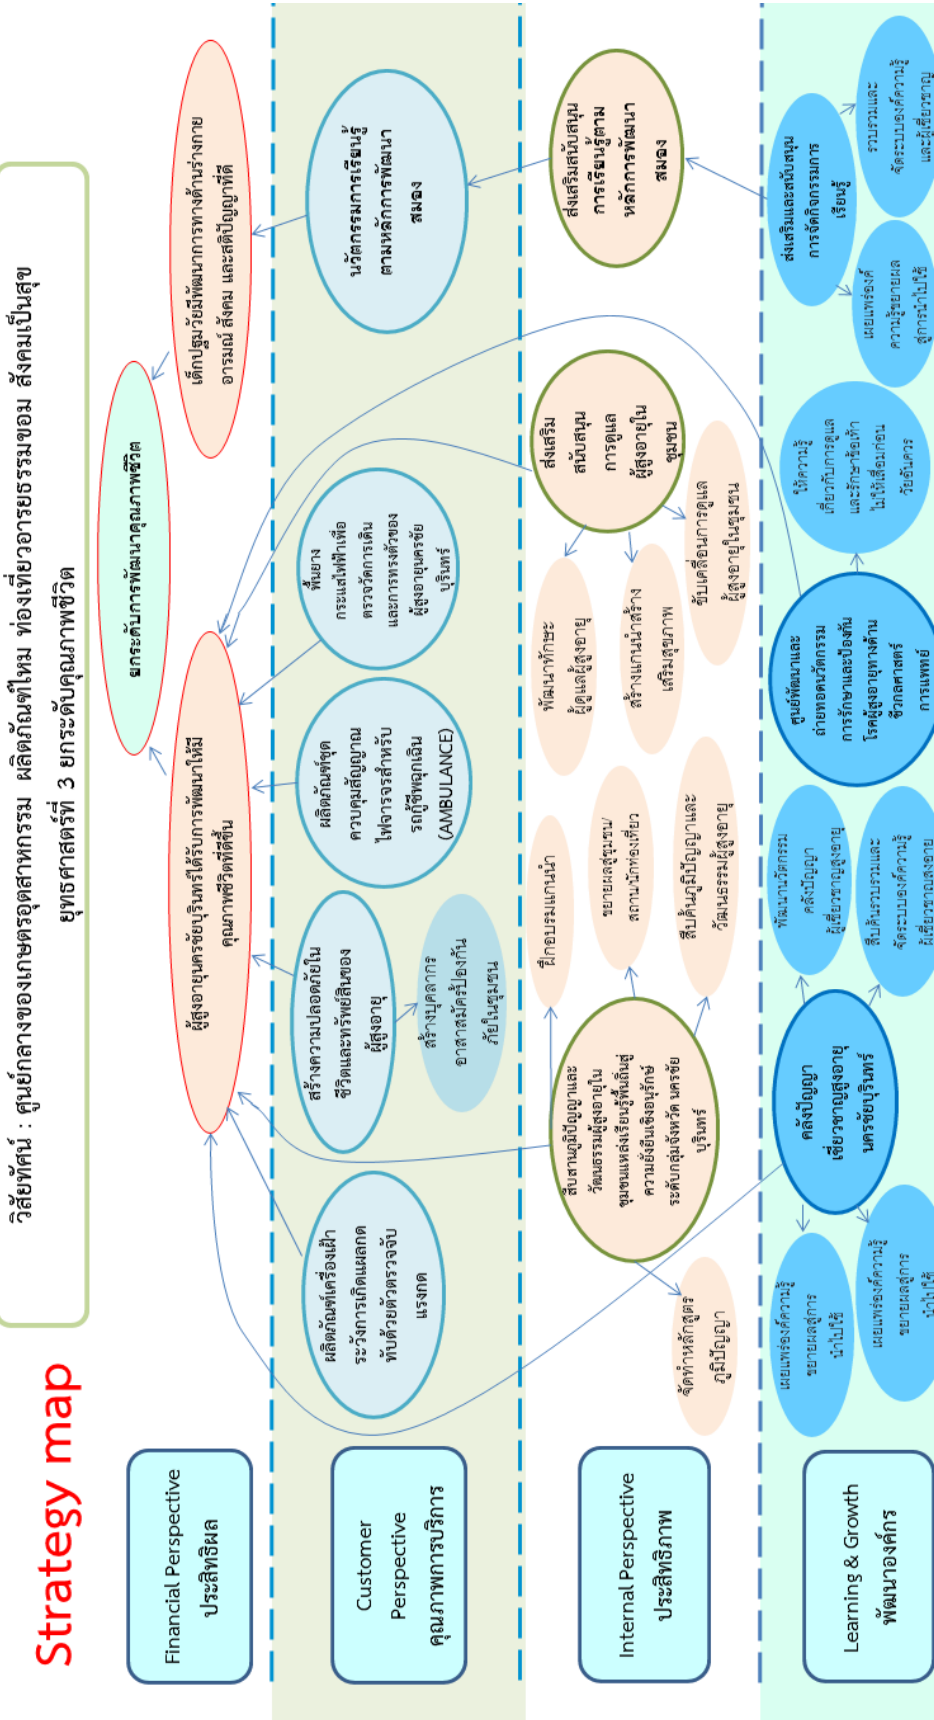 Strategy map
วิสัยทัศน์ : ศูนย์กลางของเกษตรอุตสาหกรรม ผลิตภัณฑ์ไหม ท่องเที่ยวอารยธรรมขอม สังคมเป็นสุข
ยุทธศาสตร์ที่ 3 ยกระดับคุณภาพชีวิต
Financial Perspective
ประสิทธิผล
ยกระดับการพัฒนาคุณภาพชีวิต
ผู้สูงอายุนครชัยบุรินทร์ได้รับการพัฒนาให้มี
คุณภาพชีวิตที่ดีขึ้น
เด็กปฐมวัยมีพัฒนาการทางด้านร่างกาย
อารมณ์ สังคม และสติปัญญาที่ดี
Customer
Perspective
คุณภาพการบริการ
ผลิตภัณฑ์เครื่องเฝ้า
ระวังการเกิดแผลกด
ทับด้วยตัวตรวจจับ
แรงกด
สร้างความปลอดภัยใน
ชีวิตและทรัพย์สินของ
ผู้สูงอายุ
สร้างบุคลากร
อาสาสมัครป้องกัน
ภัยในชุมชน
ผลิตภัณฑ์ชุด
ควบคุมสัญญาณ
ไฟจารจรสำหรับ
รถกู้ชีพฉุกเฉิน
(AMBULANCE)
พื้นยาง
กระแสไฟฟ้าเพื่อ
ตรวจวัดการเดิน
และการทรงตัวของ
ผู้สูงอายุนครชัย
บุรินทร์
นวัตกรรมการเรียนรู้
ตามหลักการพัฒนา
สมอง
Internal Perspective
ประสิทธิภาพ
จัดทำหลักสูตร
ภูมิปัญญา
สืบสานภูมิปัญญาและ
วัฒนธรรมผู้สูงอายุใน
ชุมชนแหล่งเรียนรู้พื้นถิ่นสู่
ความยั่งยืนเชิงอนุรักษ์
ระดับกลุ่มจังหวัด นครชัย
บุรินทร์
ฝึกอบรมแกนนำ
ขยายผลสู่ชุมชน/
สถาน/นักท่องเที่ยว
สืบค้นภูมิปัญญาและ
วัฒนธรรมผู้สูงอายุ
พัฒนาทักษะ
ผู้ดูแลผู้สูงอายุ
สร้างแกนนำสร้าง
เสริมสุขภาพ
ขับเคลื่อนการดูแล
ผู้สูงอายุในชุมชน
ส่งเสริม
สนับสนุน
การดูแล
ผู้สูงอายุใน
ชุมชน
ส่งเสริมสนับสนุน
การเรียนรู้ตาม
หลักการพัฒนา
สมอง
Learning & Growth
พัฒนาองค์กร
เผยแพร่องค์ความรู้
ขยายผลสู่การ
นำไปใช้
เผยแพร่องค์ความรู้
ขยายผลสู่การ
นำไปใช้
คลังปัญญา
เชี่ยวชาญสูงอายุ
นครชัยบุรินทร์
พัฒนานวัตกรรม
คลังปัญญา
ผู้เชี่ยวชาญสูงอายุ
สืบค้นรวบรวมและ
จัดระบบองค์ความรู้
ผู้เชี่ยวชาญสูงอายุ
ศูนย์พัฒนาและ
ถ่ายทอดนวัตกรรม
การรักษาและป้องกัน
โรคผู้สูงอายุทางด้าน
ชีวกลศาสตร์
การแพทย์
ให้ความรู้
เกี่ยวกับการดูแล
และรักษาข้อเท้า
ไม่ให้เสื่อมก่อน
วัยอันควร
ส่งเสริมและสนับสนุน
การจัดกิจกรรมการ
เรียนรู้
เผยแพร่องค์
ความรู้ขยายผล
สู่การนำไปใช้
รวบรวมและ
จัดระบบองค์ความรู้
และผู้เชี่ยวชาญ